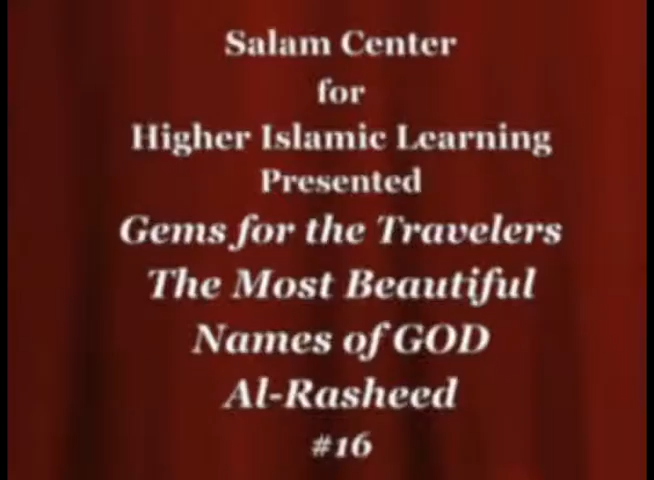 Salam Center
for
Higher Islamic Learning
Presented
Gems for the Travelers
The Most Beautiful
Names of GOD
Al-Rasheed
#16